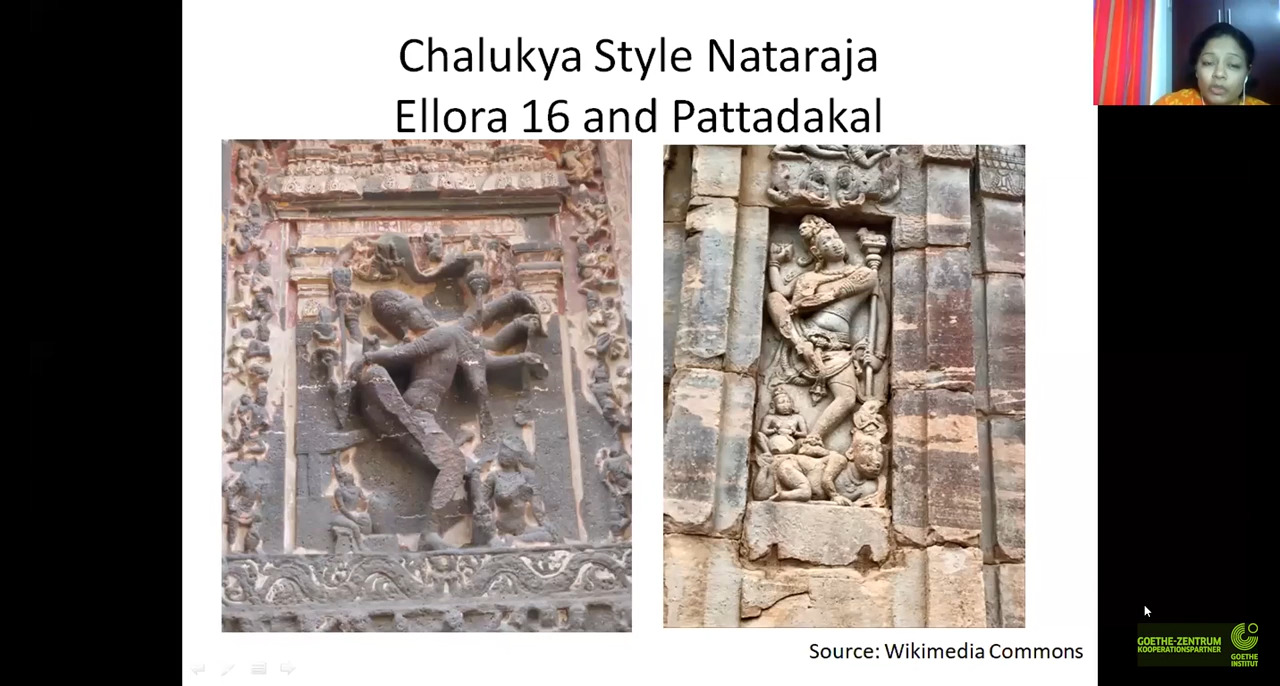 Chalukya Style Nataraja
Ellora 16 and Pattadakal
Source: Wikimedia Commons
GOETHE-ZENTRUM
KOOPERATIONSPARTNER
GOETHE
INSTITUT